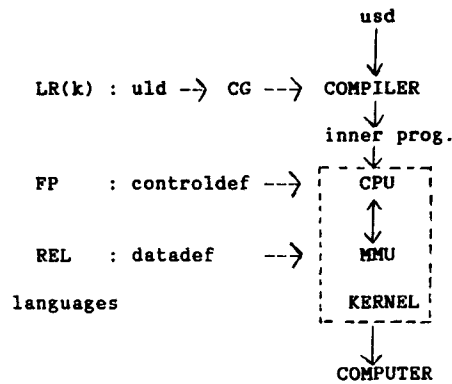 usd
LR(k) : uld --> CG --> COMPILER
inner prog.
FP : controldef --> CPU
REL : datadef --> MMU
languages KERNEL
COMPUTER